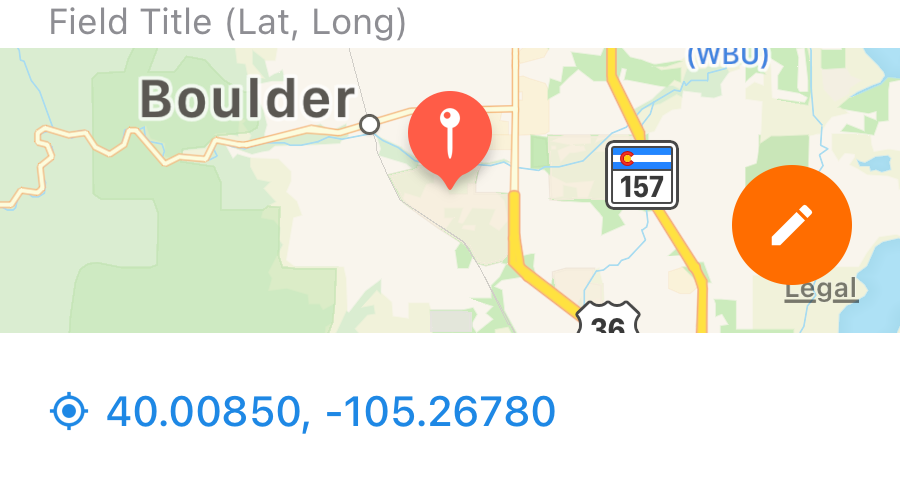 Field Title (Lat, Long)
(WBU)
Boulder
157
Legal
36
40.00850, -105.26780